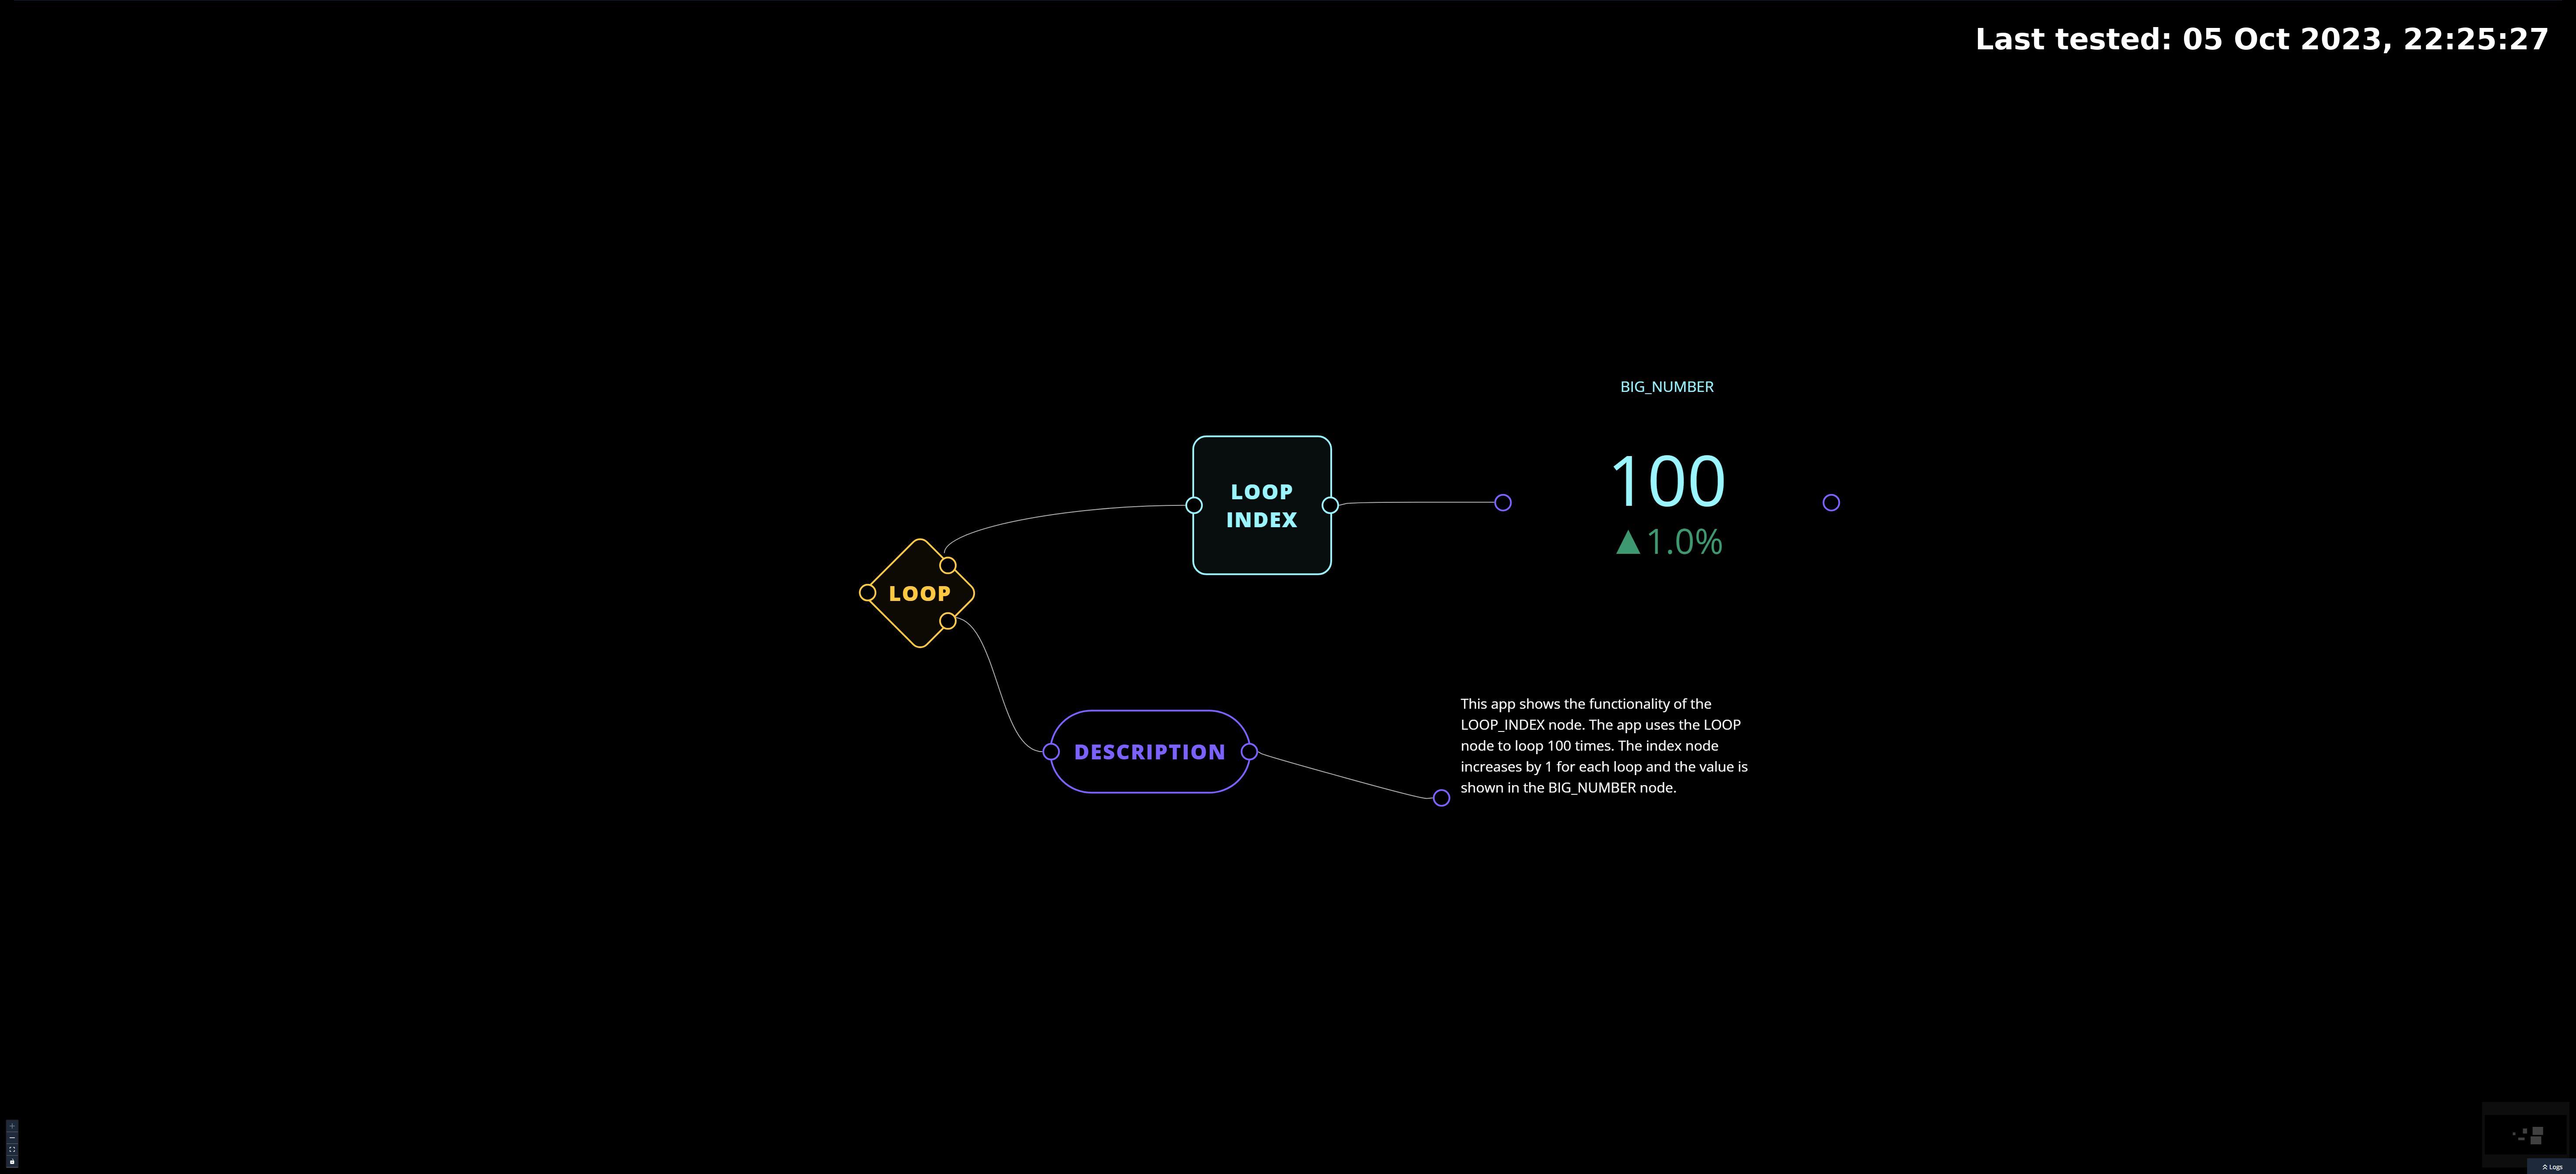 Last tested: 05 Oct 2023, 22:25:27
BIG_NUMBER
LOOP
INDEX
100
▲1.0%
LOOP
This app shows the functionality of the
LOOP_INDEX node. The app uses the LOOP
node to loop 100 times. The index node
increases by 1 for each loop and the value is
shown in the BIG_NUMBER node.
DESCRIPTION
Logs